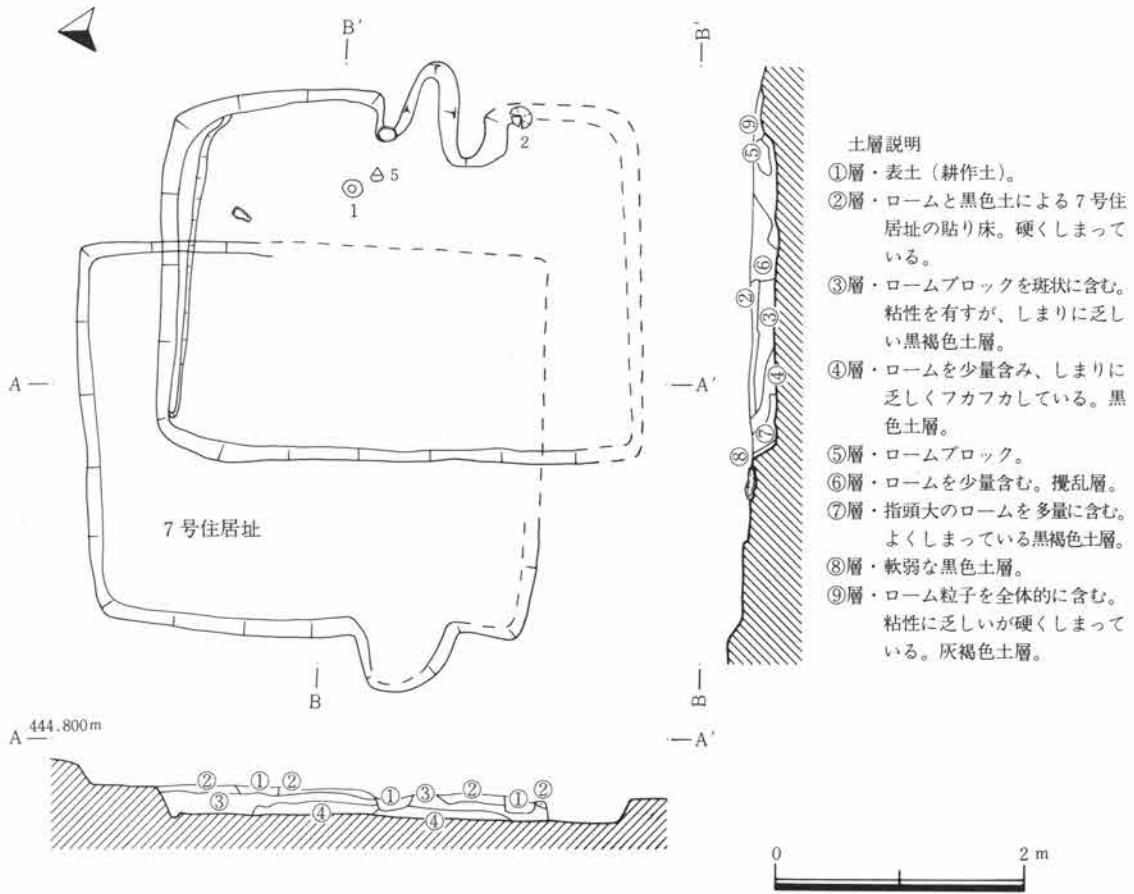 B'
B'
2
5
1
A
A'
7号住居址
B
B
⑨
⑤
⑥
②
③
④
⑦
⑧
土層説明
①層・表土（耕作土）。
②層・ロームと黒色土による7号住
居址の貼り床。硬くしまって
いる。
③層・ロームブロックを斑状に含む。
粘性を有すが、しまりに乏し
い黒褐色土層。
④層・ロームを少量含み、しまりに
乏しくフカフカしている。黒
色土層。
⑤層・ロームブロック。
⑥層・ロームを少量含む。攪乱層。
⑦層・指頭大のロームを多量に含む。
よくしまっている黒褐色土層。
⑧層・軟弱な黒色土層。
⑨層・ローム粒子を全体的に含む。
粘性に乏しいが硬くしまって
いる。灰褐色土層。
A 444.800m A'
② ① ② ① ③ ② ① ②
③ ④ ④
0 2 m